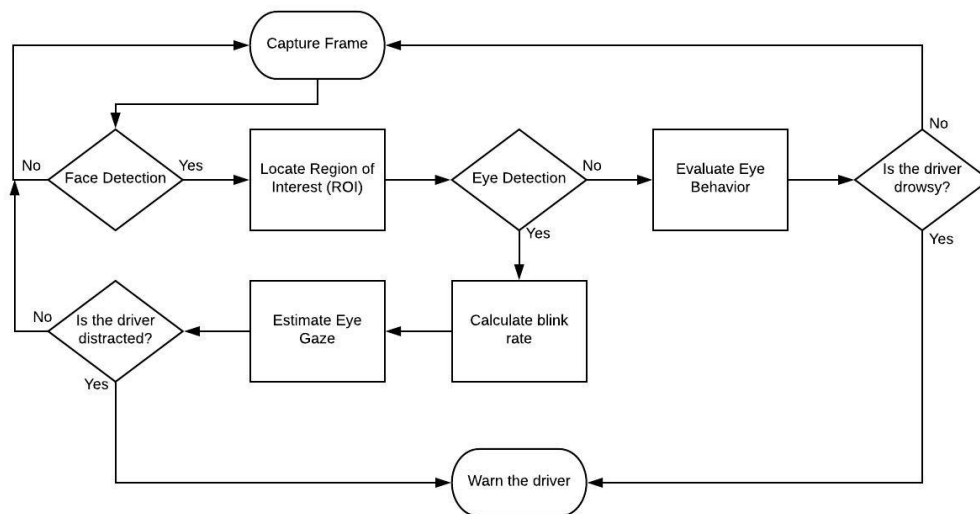 Capture Frame
No
Face Detection
Yes
Locate Region of
Interest (ROI)
Eye Detection
No
Evaluate Eye
Behavior
No
Is the driver
drowsy?
Yes
Yes
No
Is the driver
distracted?
Yes
Estimate Eye
Gaze
Calculate blink
rate
Warn the driver